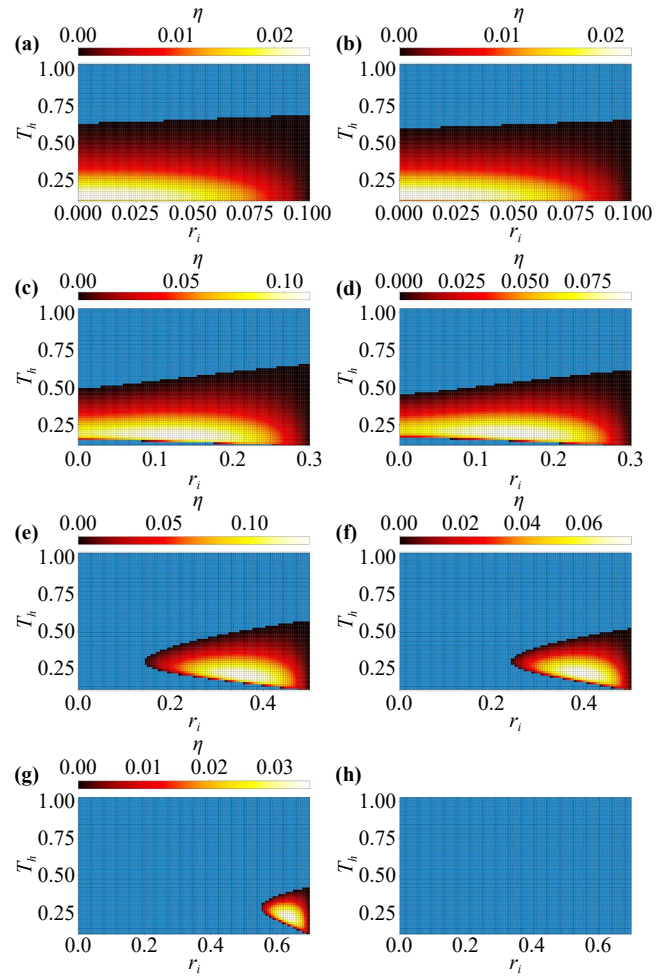 η η
(a) 0.00 0.01 0.02 (b) 0.00 0.01 0.02
1.00 1.00
0.75 0.75
T_h 0.50 T_h 0.50
0.25 0.25
0.000 0.025 0.050 0.075 0.100 0.000 0.025 0.050 0.075 0.100
r_i r_i
η η
(c) 0.00 0.05 0.10 (d) 0.000 0.025 0.050 0.075
1.00 1.00
0.75 0.75
T_h 0.50 T_h 0.50
0.25 0.25
0.0 0.1 0.2 0.3 0.0 0.1 0.2 0.3
r_i r_i
η η
(e) 0.00 0.05 0.10 (f) 0.00 0.02 0.04 0.06
1.00 1.00
0.75 0.75
T_h 0.50 T_h 0.50
0.25 0.25
0.0 0.2 0.4 0.0 0.2 0.4
r_i r_i
η
(g) 0.00 0.01 0.02 0.03 (h)
1.00 1.00
0.75 0.75
T_h 0.50 T_h 0.50
0.25 0.25
0.0 0.2 0.4 0.6 0.0 0.2 0.4 0.6
r_i r_i